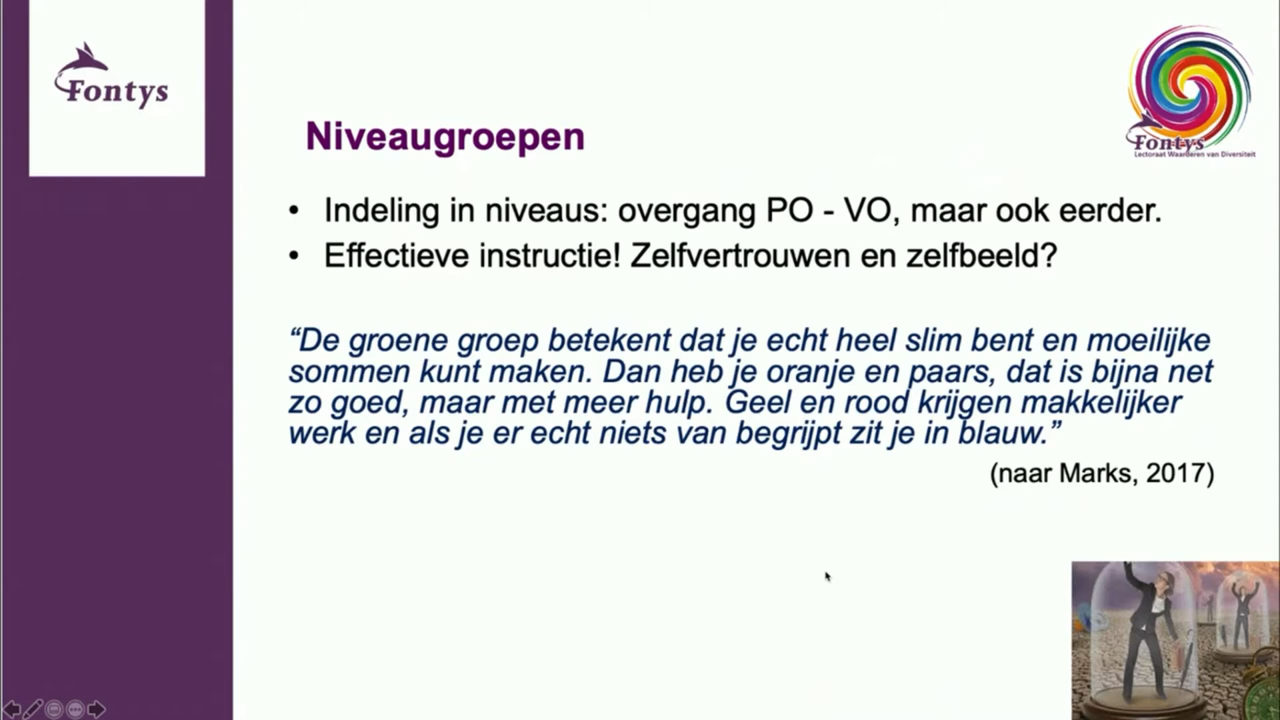 Fontys
Fontys
Lectoraat Waarderen van Diversiteit
Niveaugroepen
• Indeling in niveaus: overgang PO - VO, maar ook eerder.
• Effectieve instructie! Zelfvertrouwen en zelfbeeld?
“De groene groep betekent dat je echt heel slim bent en moeilijke
sommen kunt maken. Dan heb je oranje en paars, dat is bijna net
zo goed, maar met meer hulp. Geel en rood krijgen makkelijker
werk en als je er echt niets van begrijpt zit je in blauw.”
(naar Marks, 2017)